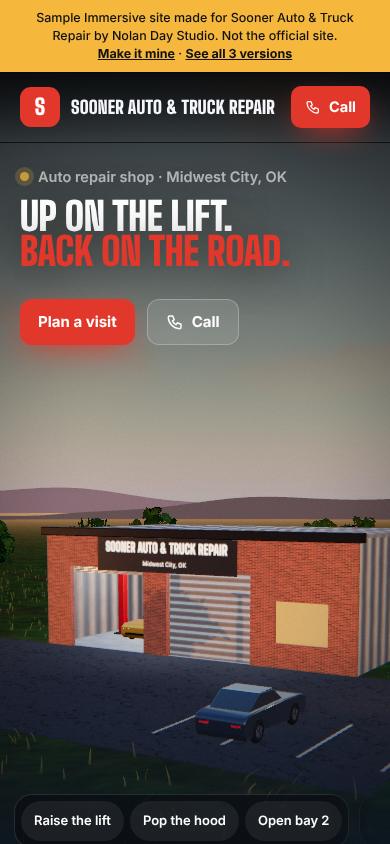 Sample Immersive site made for Sooner Auto & Truck
Repair by Nolan Day Studio. Not the official site.
Make it mine · See all 3 versions
S SOONER AUTO & TRUCK REPAIR Call
Auto repair shop · Midwest City, OK
UP ON THE LIFT.
BACK ON THE ROAD.
Plan a visit Call
SOONER AUTO & TRUCK REPAIR
Midwest City, OK
Raise the lift Pop the hood Open bay 2